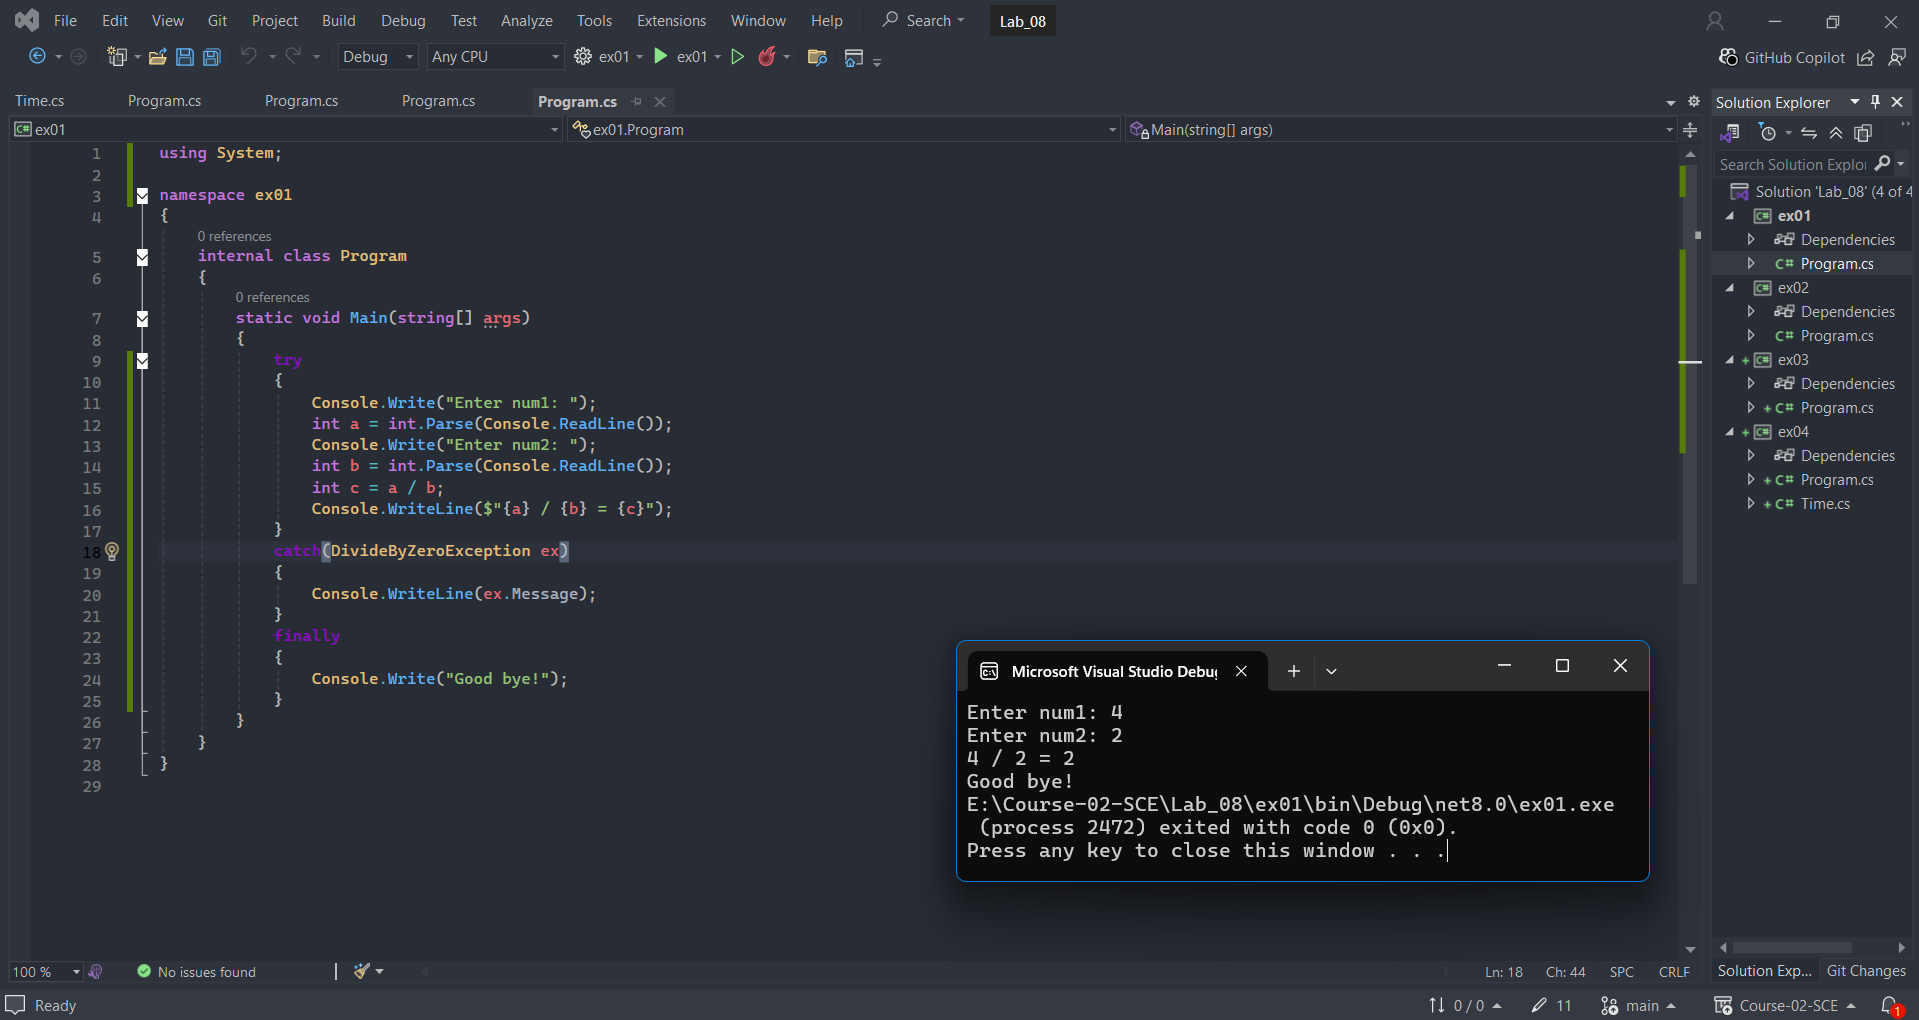 File Edit View Git Project Build Debug Test Analyze Tools Extensions Window Help Search Lab_08
Debug Any CPU ex01 ex01 GitHub Copilot
Time.cs Program.cs Program.cs Program.cs Program.cs
ex01 ex01.Program Main(string[] args)
1 using System;
2
3 namespace ex01
4 {
0 references
5 internal class Program
6 {
0 references
7 static void Main(string[] args)
8 {
9 try
10 {
11 Console.Write("Enter num1: ");
12 int a = int.Parse(Console.ReadLine());
13 Console.Write("Enter num2: ");
14 int b = int.Parse(Console.ReadLine());
15 int c = a / b;
16 Console.WriteLine($"{a} / {b} = {c}");
17 }
18 catch(DivideByZeroException ex)
19 {
20 Console.WriteLine(ex.Message);
21 }
22 finally
23 {
24 Console.Write("Good bye!");
25 }
26 }
27 }
28 }
29
Solution Explorer
Search Solution Explo
Solution 'Lab_08' (4 of 4
C# ex01
Dependencies
C# Program.cs
C# ex02
Dependencies
C# Program.cs
+ C# ex03
Dependencies
+ C# Program.cs
+ C# ex04
Dependencies
+ C# Program.cs
+ C# Time.cs
Microsoft Visual Studio Debug
Enter num1: 4
Enter num2: 2
4 / 2 = 2
Good bye!
E:\Course-02-SCE\Lab_08\ex01\bin\Debug\net8.0\ex01.exe
(process 2472) exited with code 0 (0x0).
Press any key to close this window . . .
100 % No issues found Ln: 18 Ch: 44 SPC CRLF
Solution Exp... Git Changes
Ready 0 / 0 11 main Course-02-SCE 1